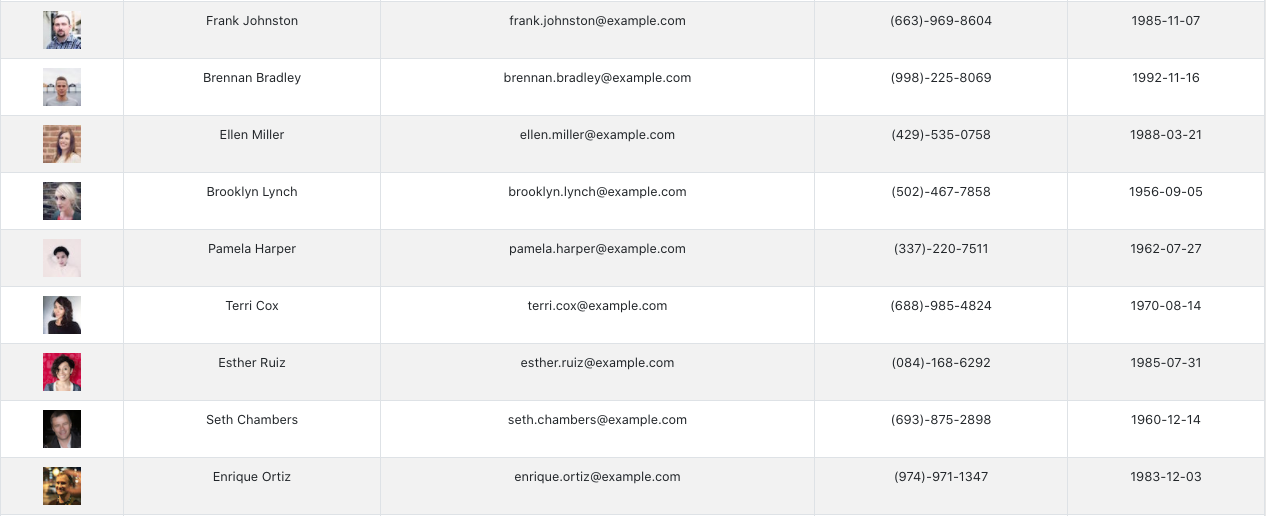 Frank Johnston frank.johnston@example.com (663)-969-8604 1985-11-07
Brennan Bradley brennan.bradley@example.com (998)-225-8069 1992-11-16
Ellen Miller ellen.miller@example.com (429)-535-0758 1988-03-21
Brooklyn Lynch brooklyn.lynch@example.com (502)-467-7858 1956-09-05
Pamela Harper pamela.harper@example.com (337)-220-7511 1962-07-27
Terri Cox terri.cox@example.com (688)-985-4824 1970-08-14
Esther Ruiz esther.ruiz@example.com (084)-168-6292 1985-07-31
Seth Chambers seth.chambers@example.com (693)-875-2898 1960-12-14
Enrique Ortiz enrique.ortiz@example.com (974)-971-1347 1983-12-03